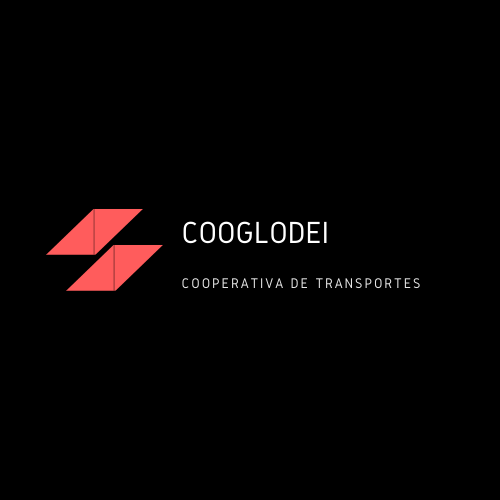 COOGLODEI
COOPERATIVA DE TRANSPORTES